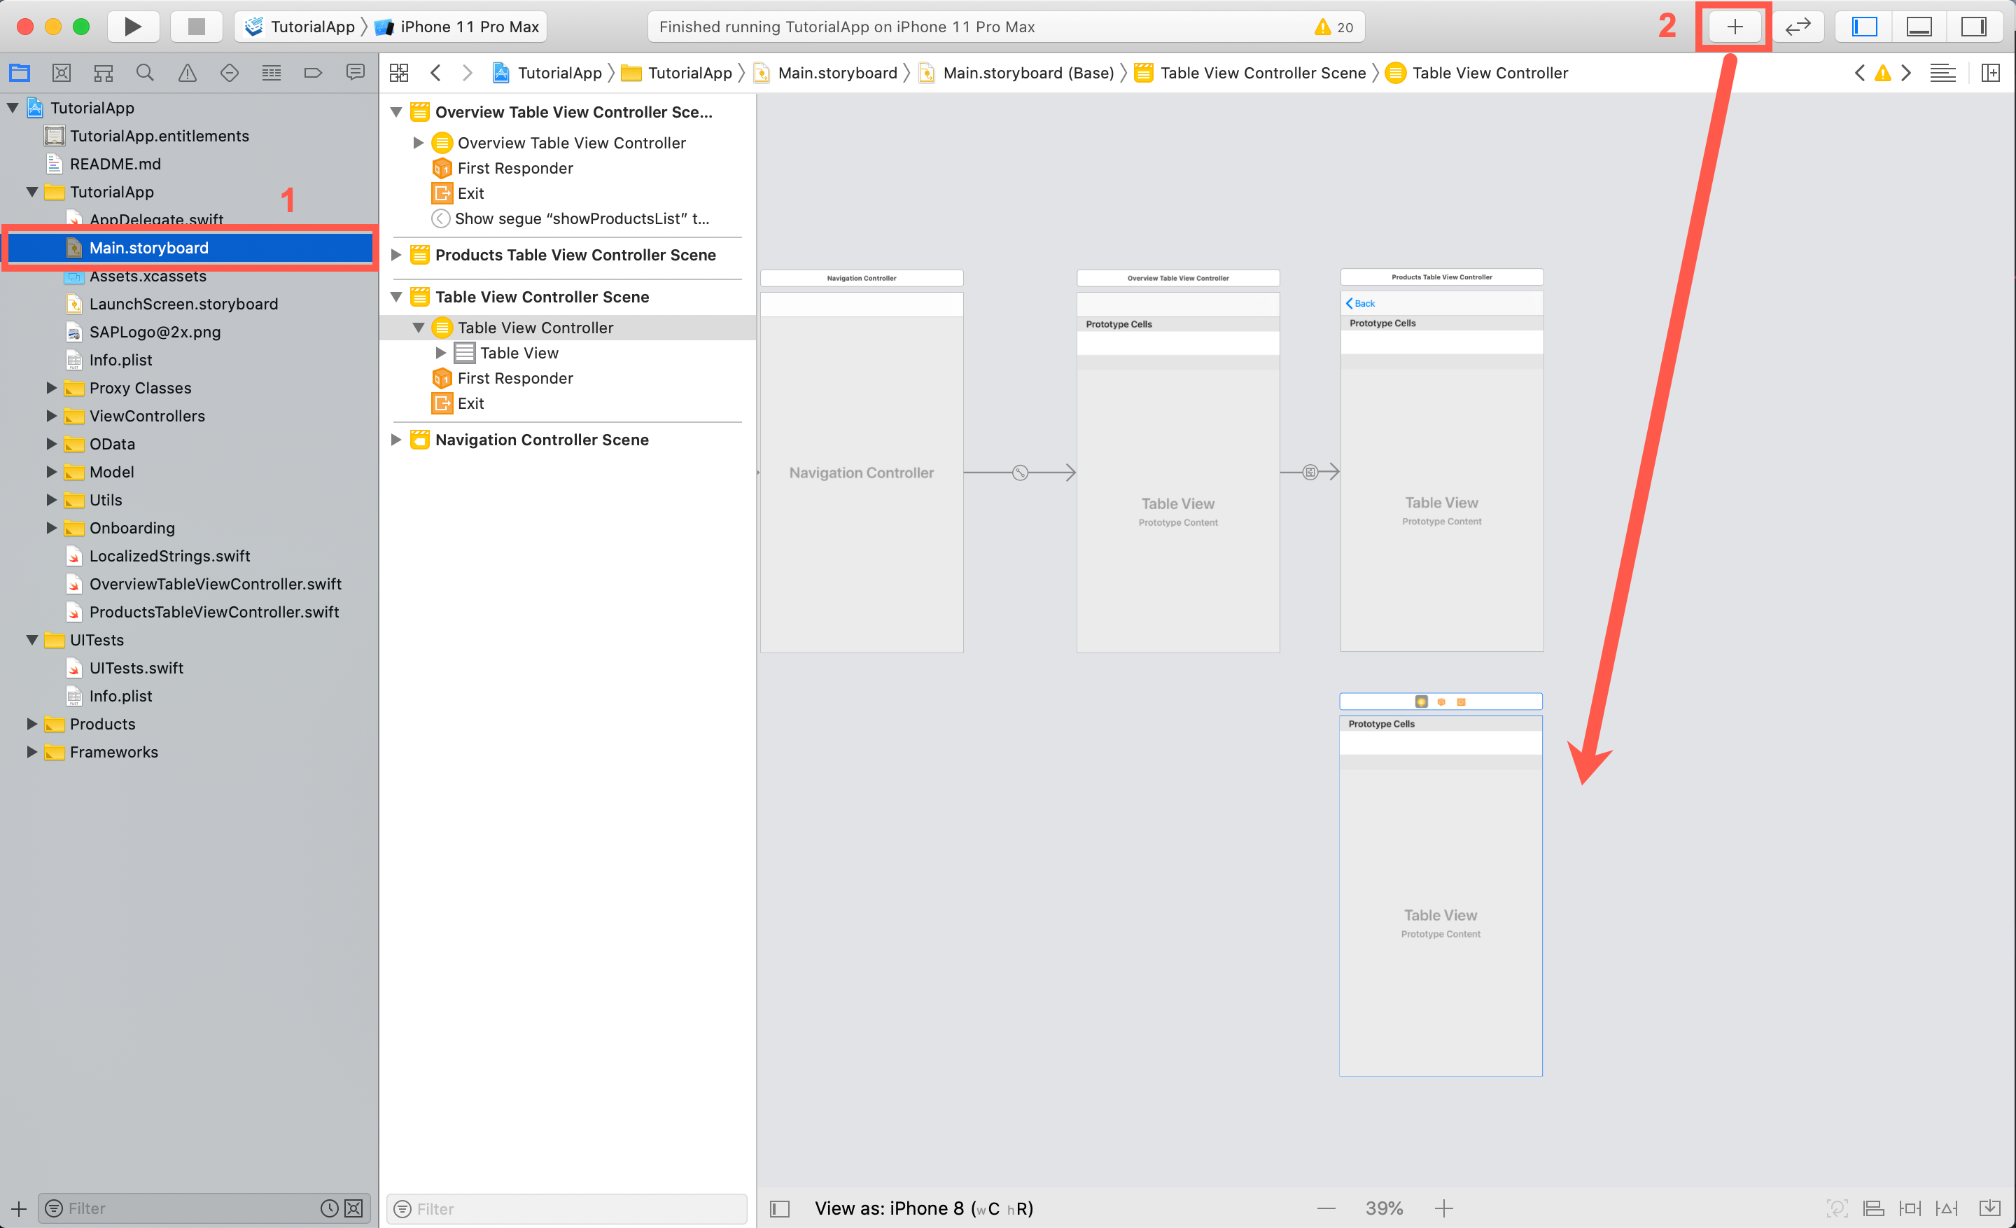 TutorialApp
iPhone 11 Pro Max
Finished running TutorialApp on iPhone 11 Pro Max
20
2
TutorialApp
TutorialApp
Main.storyboard
Main.storyboard (Base)
Table View Controller Scene
Table View Controller
TutorialApp
TutorialApp.entitlements
README.md
TutorialApp
1
AppDelegate.swift
Main.storyboard
Assets.xcassets
LaunchScreen.storyboard
SAPLogo@2x.png
Info.plist
Proxy Classes
ViewControllers
OData
Model
Utils
Onboarding
LocalizedStrings.swift
OverviewTableViewController.swift
ProductsTableViewController.swift
UITests
UITests.swift
Info.plist
Products
Frameworks
Filter
Overview Table View Controller Sce...
Overview Table View Controller
First Responder
Exit
Show segue “showProductsList” t...
Products Table View Controller Scene
Table View Controller Scene
Table View Controller
Table View
First Responder
Exit
Navigation Controller Scene
Filter
Navigation Controller
Navigation Controller
Overview Table View Controller
Prototype Cells
Table View
Prototype Content
Products Table View Controller
Back
Prototype Cells
Table View
Prototype Content
Prototype Cells
Table View
Prototype Content
View as: iPhone 8 (wC hR)
39%